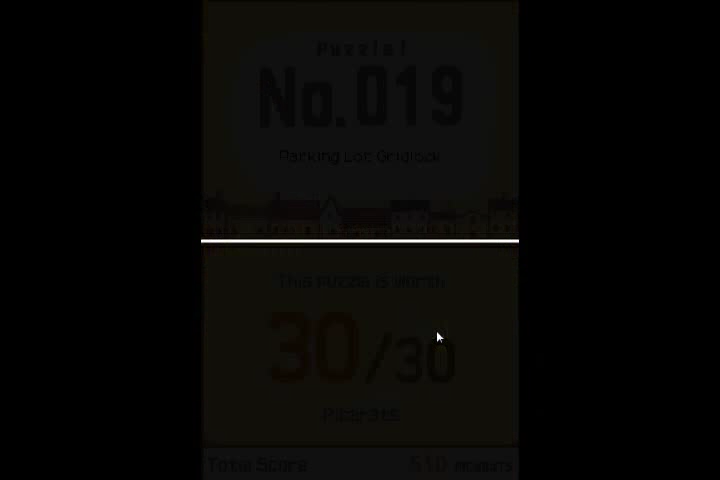 Puzzle!
No.019
Parking Lot Gridlock
This puzzle is worth
30/30
Picarats
Total Score
510 PICARATS